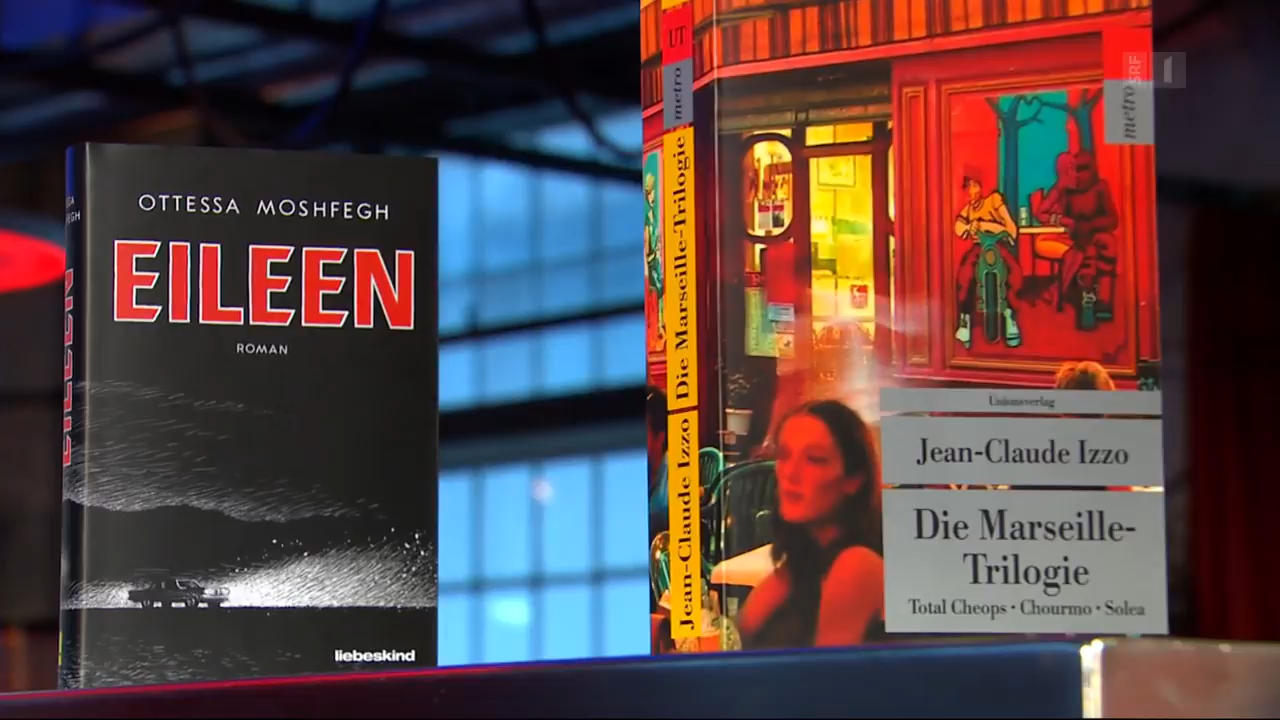 OTTESSA MOSHFEGH
EILEEN
ROMAN
liebeskind
EILEEN
UT
metro
Die Marseille-Trilogie
Jean-Claude Izzo
metro
SRF 1
Unionsverlag
Jean-Claude Izzo
Die Marseille-
Trilogie
Total Cheops • Chourmo • Solea